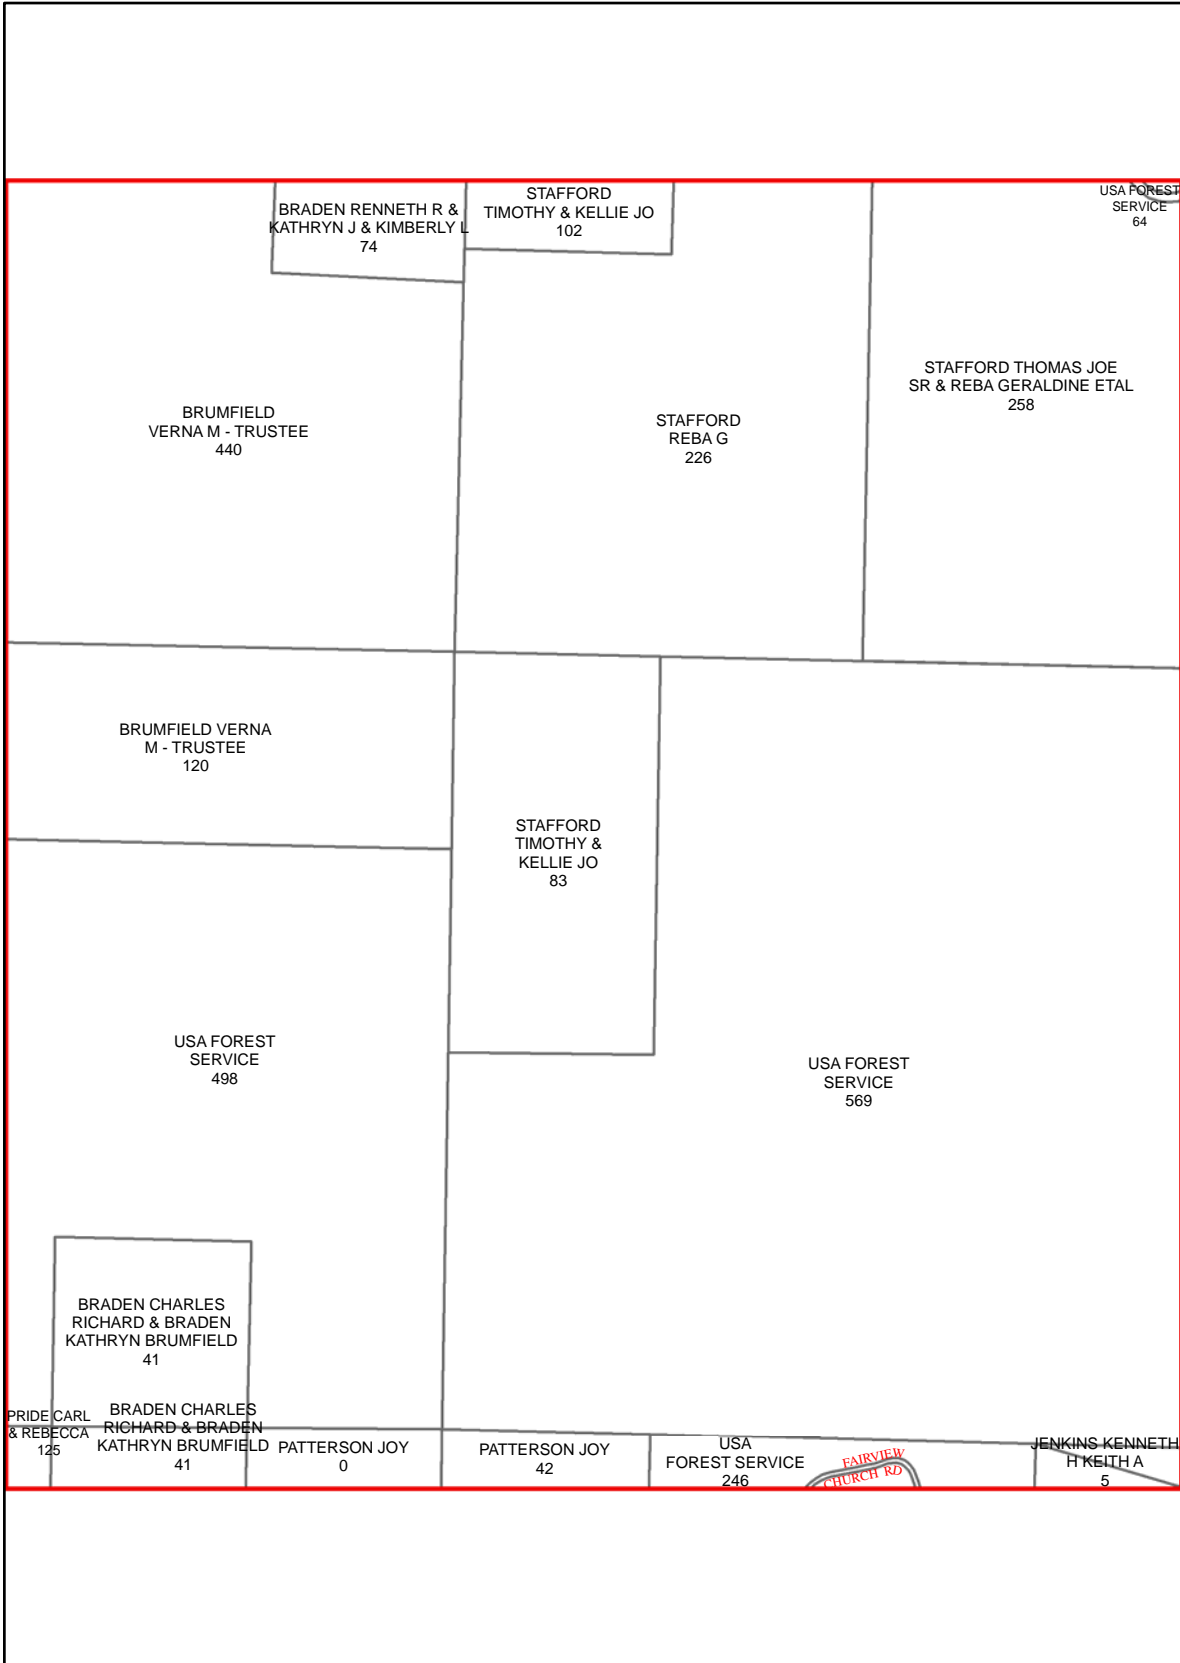 BRADEN RENNETH R &
KATHRYN J & KIMBERLY L
74
STAFFORD
TIMOTHY & KELLIE JO
102
USA FOREST
SERVICE
64
BRUMFIELD
VERNA M - TRUSTEE
440
STAFFORD
REBA G
226
STAFFORD THOMAS JOE
SR & REBA GERALDINE ETAL
258
BRUMFIELD VERNA
M - TRUSTEE
120
STAFFORD
TIMOTHY &
KELLIE JO
83
USA FOREST
SERVICE
498
USA FOREST
SERVICE
569
BRADEN CHARLES
RICHARD & BRADEN
KATHRYN BRUMFIELD
41
PRIDE CARL
& REBECCA
125
BRADEN CHARLES
RICHARD & BRADEN
KATHRYN BRUMFIELD
41
PATTERSON JOY
0
PATTERSON JOY
42
USA
FOREST SERVICE
246
FAIRVIEW
CHURCH RD
JENKINS KENNETH
H KEITH A
5